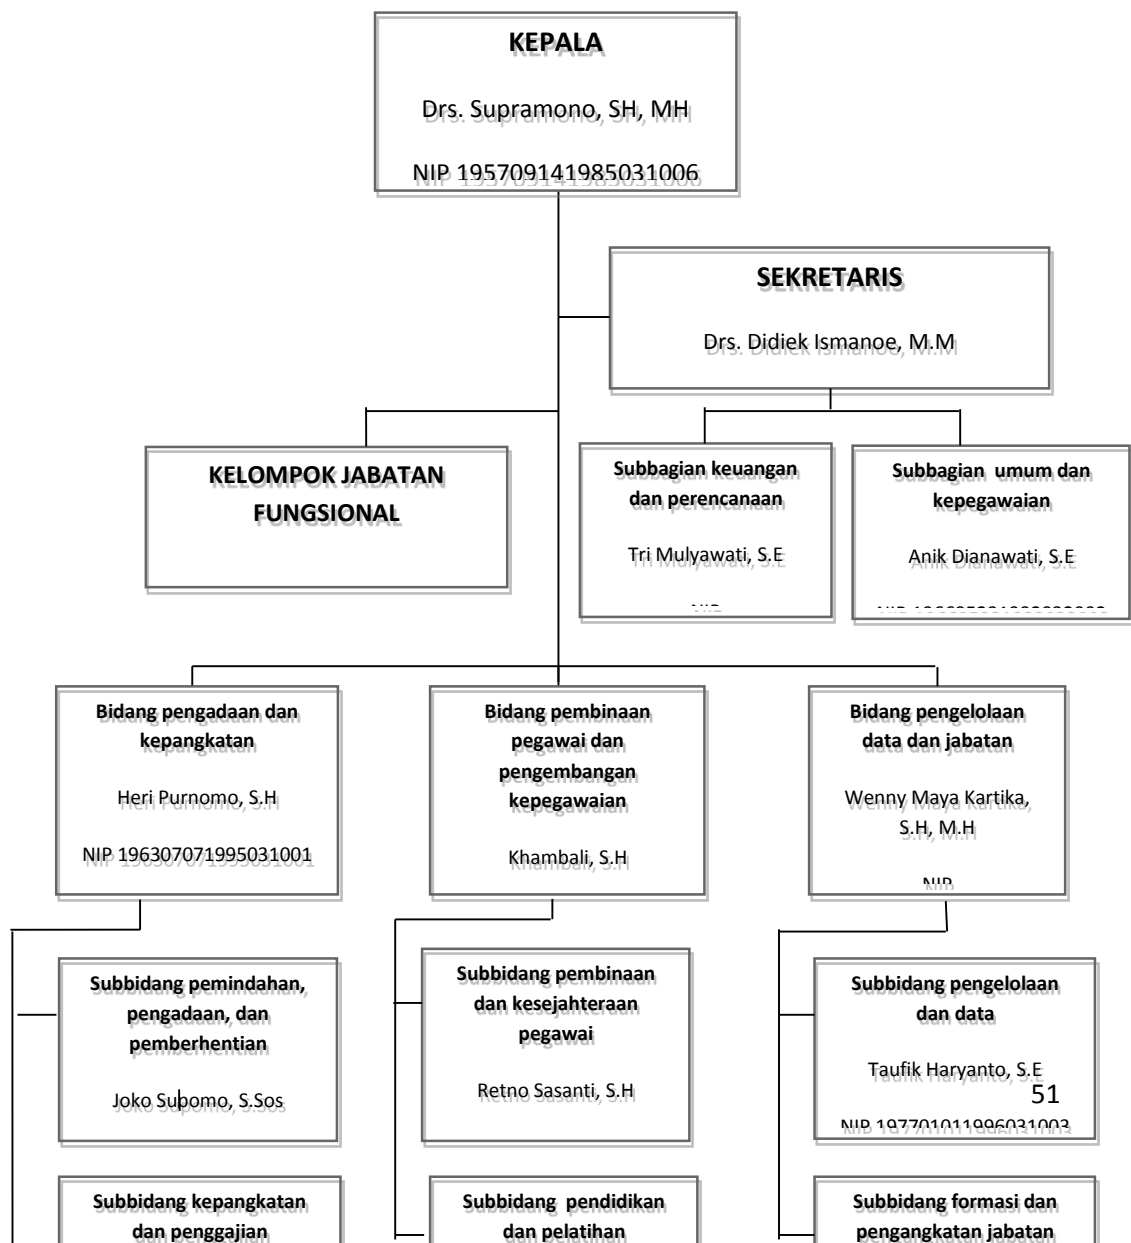 KEPALA
Drs. Supramono, SH, MH
NIP 195709141985031006
SEKRETARIS
Drs. Didiek Ismanoe, M.M
KELOMPOK JABATAN
FUNGSIONAL
Subbagian keuangan
dan perencanaan
Tri Mulyawati, S.E
NIP
Subbagian umum dan
kepegawaian
Anik Dianawati, S.E
NIP
Bidang pengadaan dan
kepangkatan
Heri Purnomo, S.H
NIP 196307071995031001
Bidang pembinaan
pegawai dan
pengembangan
kepegawaian
Khambali, S.H
Bidang pengelolaan
data dan jabatan
Wenny Maya Kartika,
S.H, M.H
NIP
Subbidang pemindahan,
pengadaan, dan
pemberhentian
Joko Supomo, S.Sos
Subbidang pembinaan
dan kesejahteraan
pegawai
Retno Sasanti, S.H
Subbidang pengelolaan
dan data
Taufik Haryanto, S.E
51
NIP 197701011996031003
Subbidang kepangkatan
dan penggajian
Subbidang pendidikan
dan pelatihan
Subbidang formasi dan
pengangkatan jabatan